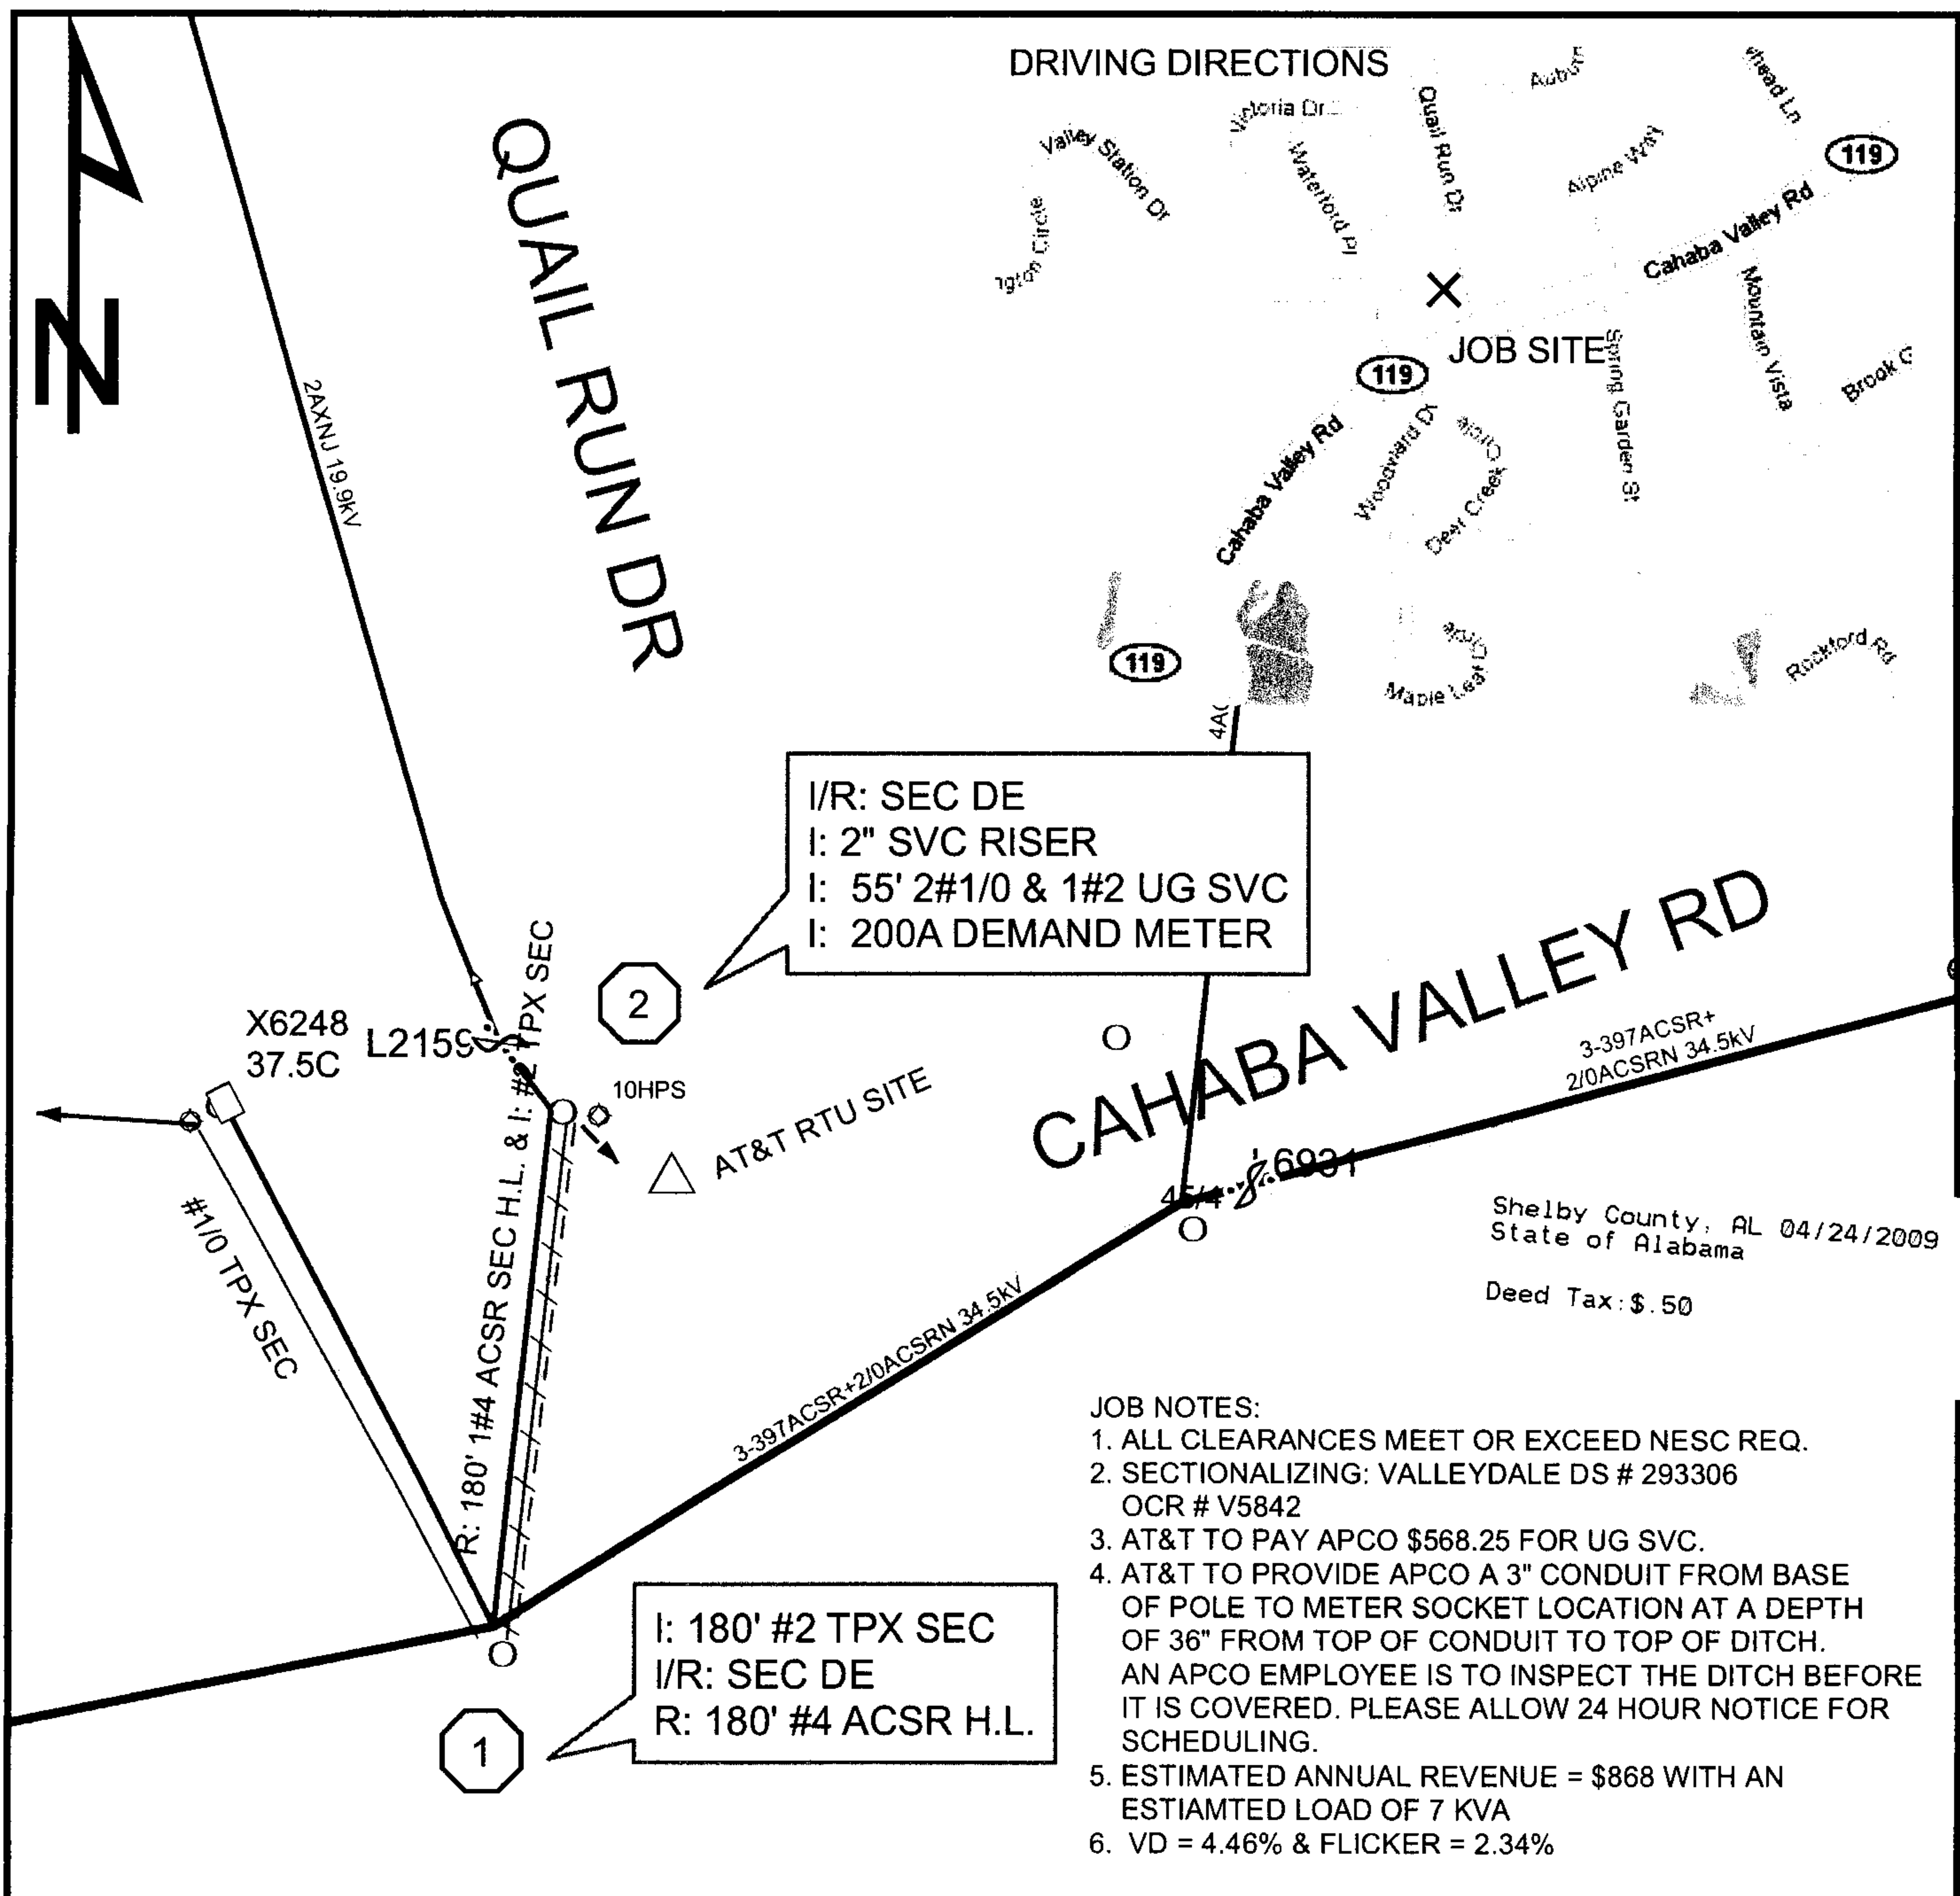 DRIVING DIRECTIONS
Valley Station Dr
Waterford Pl
Quail Run Dr
Alpine Way
119
Cahaba Valley Rd
Mountain Vista
JOB SITE
Spring Garden St
119
Cahaba Valley Rd
Woodward Dr
Deer Creek Circle
Brook
119
Maple Leaf Circle
Rockford Rd
N
QUAIL RUN DR
2AXNJ 19.9kV
I/R: SEC DE
I: 2" SVC RISER
I: 55' 2#1/0 & 1#2 UG SVC
I: 200A DEMAND METER
2
X6248
37.5C
L2159
10HPS
AT&T RTU SITE
CAHABA VALLEY RD
3-397ACSR+
2/0ACSRN 34.5kV
45/4
6931
#1/0 TPX SEC
R: 180' 1#4 ACSR SEC H.L. & I: #2 TPX SEC
3-397ACSR+2/0ACSRN 34.5kV
Shelby County, AL 04/24/2009
State of Alabama
Deed Tax:$.50
I: 180' #2 TPX SEC
I/R: SEC DE
R: 180' #4 ACSR H.L.
1
JOB NOTES:
1. ALL CLEARANCES MEET OR EXCEED NESC REQ.
2. SECTIONALIZING: VALLEYDALE DS # 293306
OCR # V5842
3. AT&T TO PAY APCO $568.25 FOR UG SVC.
4. AT&T TO PROVIDE APCO A 3" CONDUIT FROM BASE
OF POLE TO METER SOCKET LOCATION AT A DEPTH
OF 36" FROM TOP OF CONDUIT TO TOP OF DITCH.
AN APCO EMPLOYEE IS TO INSPECT THE DITCH BEFORE
IT IS COVERED. PLEASE ALLOW 24 HOUR NOTICE FOR
SCHEDULING.
5. ESTIMATED ANNUAL REVENUE = $868 WITH AN
ESTIAMTED LOAD OF 7 KVA
6. VD = 4.46% & FLICKER = 2.34%